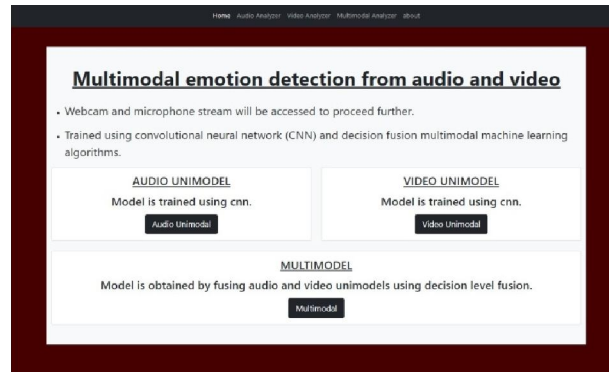 Home Audio Analyzer Video Analyzer Multimodal Analyzer about
Multimodal emotion detection from audio and video
• Webcam and microphone stream will be accessed to proceed further.
• Trained using convolutional neural network (CNN) and decision fusion multimodal machine learning
algorithms.
AUDIO UNIMODEL
Model is trained using cnn.
Audio Unimodal
VIDEO UNIMODEL
Model is trained using cnn.
Video Unimodal
MULTIMODEL
Model is obtained by fusing audio and video unimodels using decision level fusion.
Multimodal